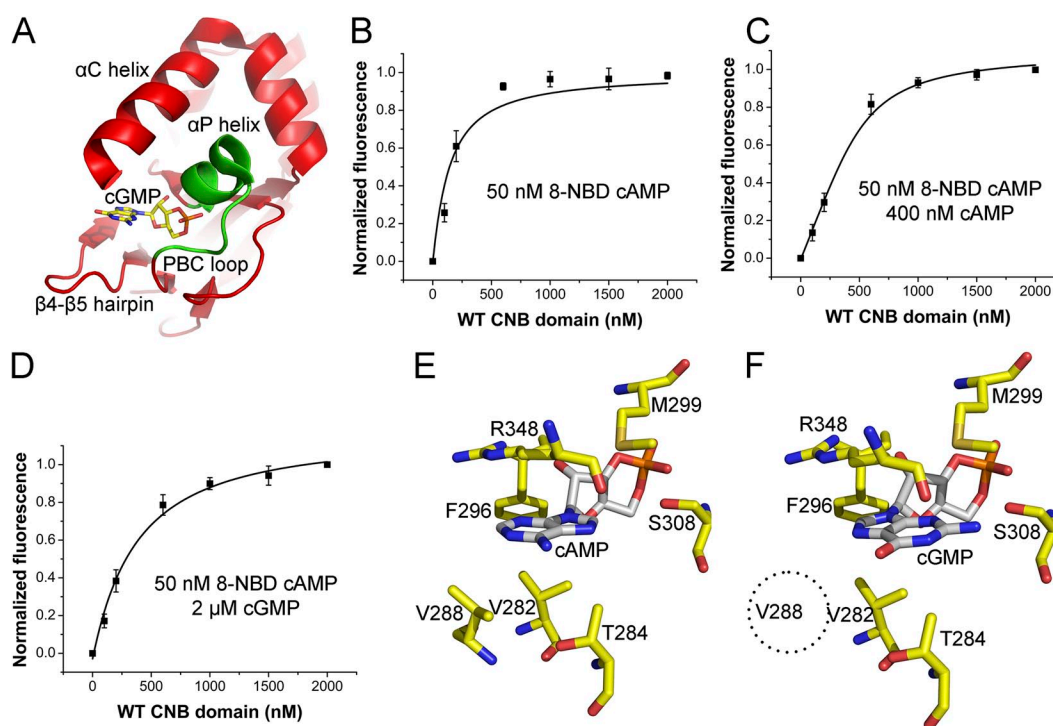 A
αC helix
αP helix
cGMP
PBC loop
β4-β5 hairpin
B
Normalized fluorescence
1.0
0.8
0.6
0.4
0.2
0.0
50 nM 8-NBD cAMP
0 500 1000 1500 2000
WT CNB domain (nM)
C
Normalized fluorescence
1.0
0.8
0.6
0.4
0.2
0.0
50 nM 8-NBD cAMP
400 nM cAMP
0 500 1000 1500 2000
WT CNB domain (nM)
D
Normalized fluorescence
1.0
0.8
0.6
0.4
0.2
0.0
50 nM 8-NBD cAMP
2 µM cGMP
0 500 1000 1500 2000
WT CNB domain (nM)
E
M299
R348
F296
S308
cAMP
V288
V282
T284
F
M299
R348
F296
S308
cGMP
V288
V282
T284